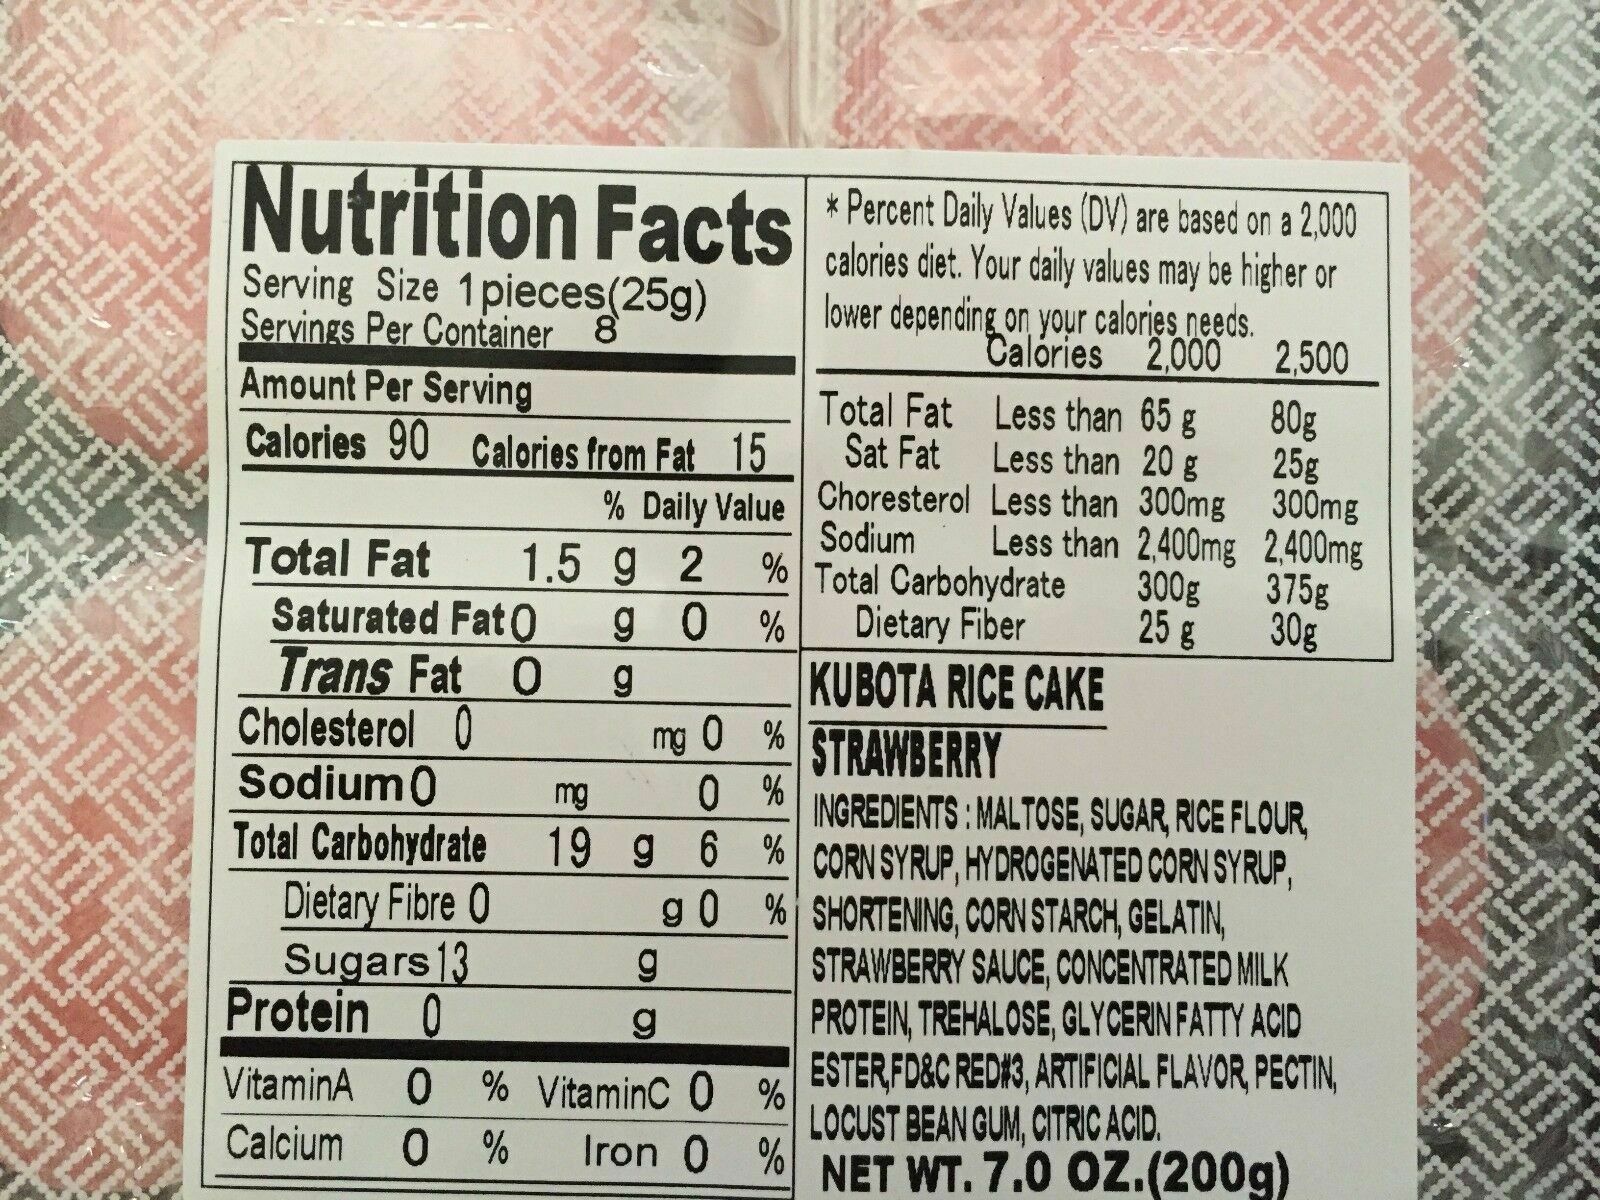 Nutrition Facts
Serving Size 1pieces(25g)
Servings Per Container 8
Amount Per Serving
Calories 90 Calories from Fat 15
% Daily Value
Total Fat 1.5 g 2 %
Saturated Fat 0 g 0 %
Trans Fat 0 g
Cholesterol 0 mg 0 %
Sodium 0 mg 0 %
Total Carbohydrate 19 g 6 %
Dietary Fibre 0 g 0 %
Sugars 13 g
Protein 0 g
VitaminA 0 % VitaminC 0 %
Calcium 0 % Iron 0 %
* Percent Daily Values (DV) are based on a 2,000
calories diet. Your daily values may be higher or
lower depending on your calories needs.
Calories 2,000 2,500
Total Fat Less than 65 g 80g
Sat Fat Less than 20 g 25g
Choresterol Less than 300mg 300mg
Sodium Less than 2,400mg 2,400mg
Total Carbohydrate 300g 375g
Dietary Fiber 25 g 30g
KUBOTA RICE CAKE
STRAWBERRY
INGREDIENTS : MALTOSE, SUGAR, RICE FLOUR,
CORN SYRUP, HYDROGENATED CORN SYRUP,
SHORTENING, CORN STARCH, GELATIN,
STRAWBERRY SAUCE, CONCENTRATED MILK
PROTEIN, TREHALOSE, GLYCERIN FATTY ACID
ESTER,FD&C RED#3, ARTIFICIAL FLAVOR, PECTIN,
LOCUST BEAN GUM, CITRIC ACID.
NET WT. 7.0 OZ.(200g)